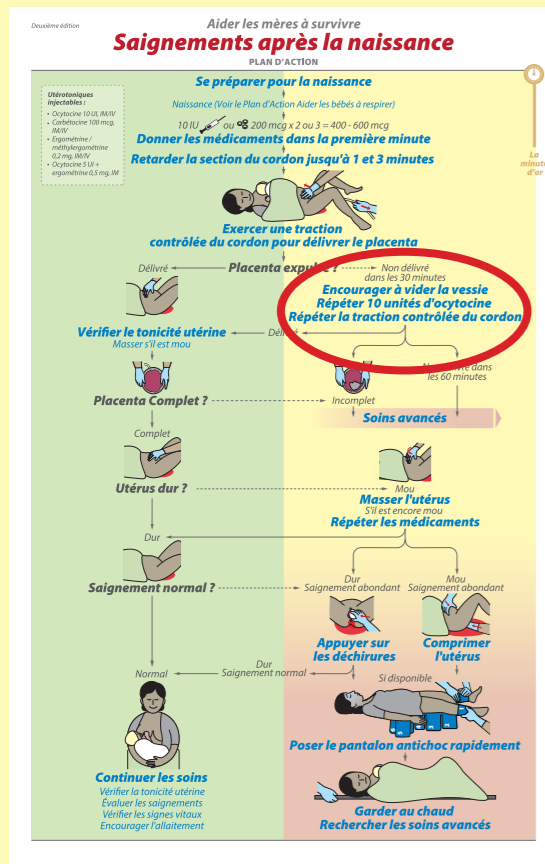 Deuxième édition
Aider les mères à survivre
Saignements après la naissance
PLAN D'ACTION
Utérotoniques
injectables :
• Ocytocine 10 UI, IM/IV
• Carbétocine 100 mcg,
IM/IV
• Ergométrine /
méthylergométrine
0,2 mg, IM/IV
• Ocytocine 5 UI +
ergométrine 0,5 mg, IM
Se préparer pour la naissance
Naissance (Voir le Plan d'Action Aider les bébés à respirer)
10 IU ou 200 mcg x 2 ou 3 = 400 - 600 mcg
Donner les médicaments dans la première minute
Retarder la section du cordon jusqu'à 1 et 3 minutes
La
minute
d'or
Exercer une traction
contrôlée du cordon pour délivrer le placenta
Délivré
Placenta expulsé ?
Non délivré
dans les 30 minutes
Encourager à vider la vessie
Répéter 10 unités d'ocytocine
Répéter la traction contrôlée du cordon
Vérifier le tonicité utérine
Masser s'il est mou
Délivré
dans
les 60 minutes
Placenta Complet ?
Incomplet
Soins avancés
Complet
Utérus dur ?
Mou
Masser l'utérus
S'il est encore mou
Répéter les médicaments
Dur
Saignement normal ?
Dur
Saignement abondant
Mou
Saignement abondant
Appuyer sur
les déchirures
Comprimer
l'utérus
Normal
Dur
Saignement normal
Si disponible
Poser le pantalon antichoc rapidement
Continuer les soins
Vérifier la tonicité utérine
Évaluer les saignements
Vérifier les signes vitaux
Encourager l'allaitement
Garder au chaud
Rechercher les soins avancés